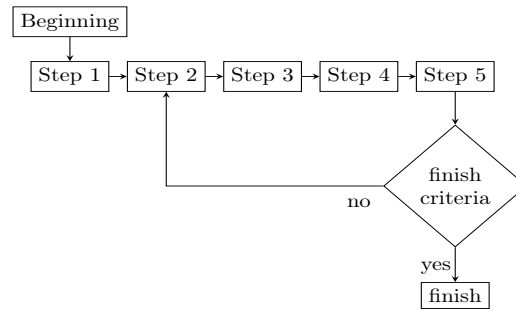 Beginning
Step 1
Step 2
Step 3
Step 4
Step 5
finish
criteria
no
yes
finish